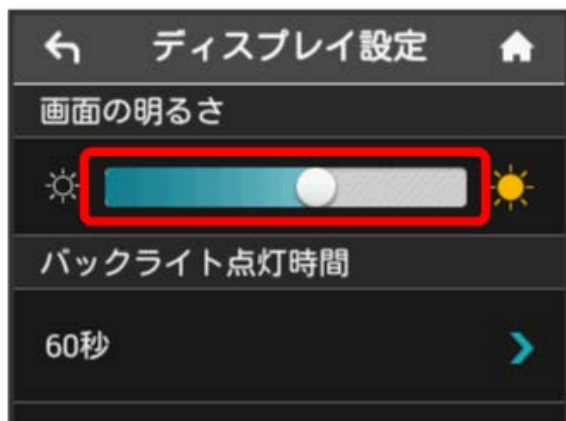 ディスプレイ設定
画面の明るさ
バックライト点灯時間
60秒